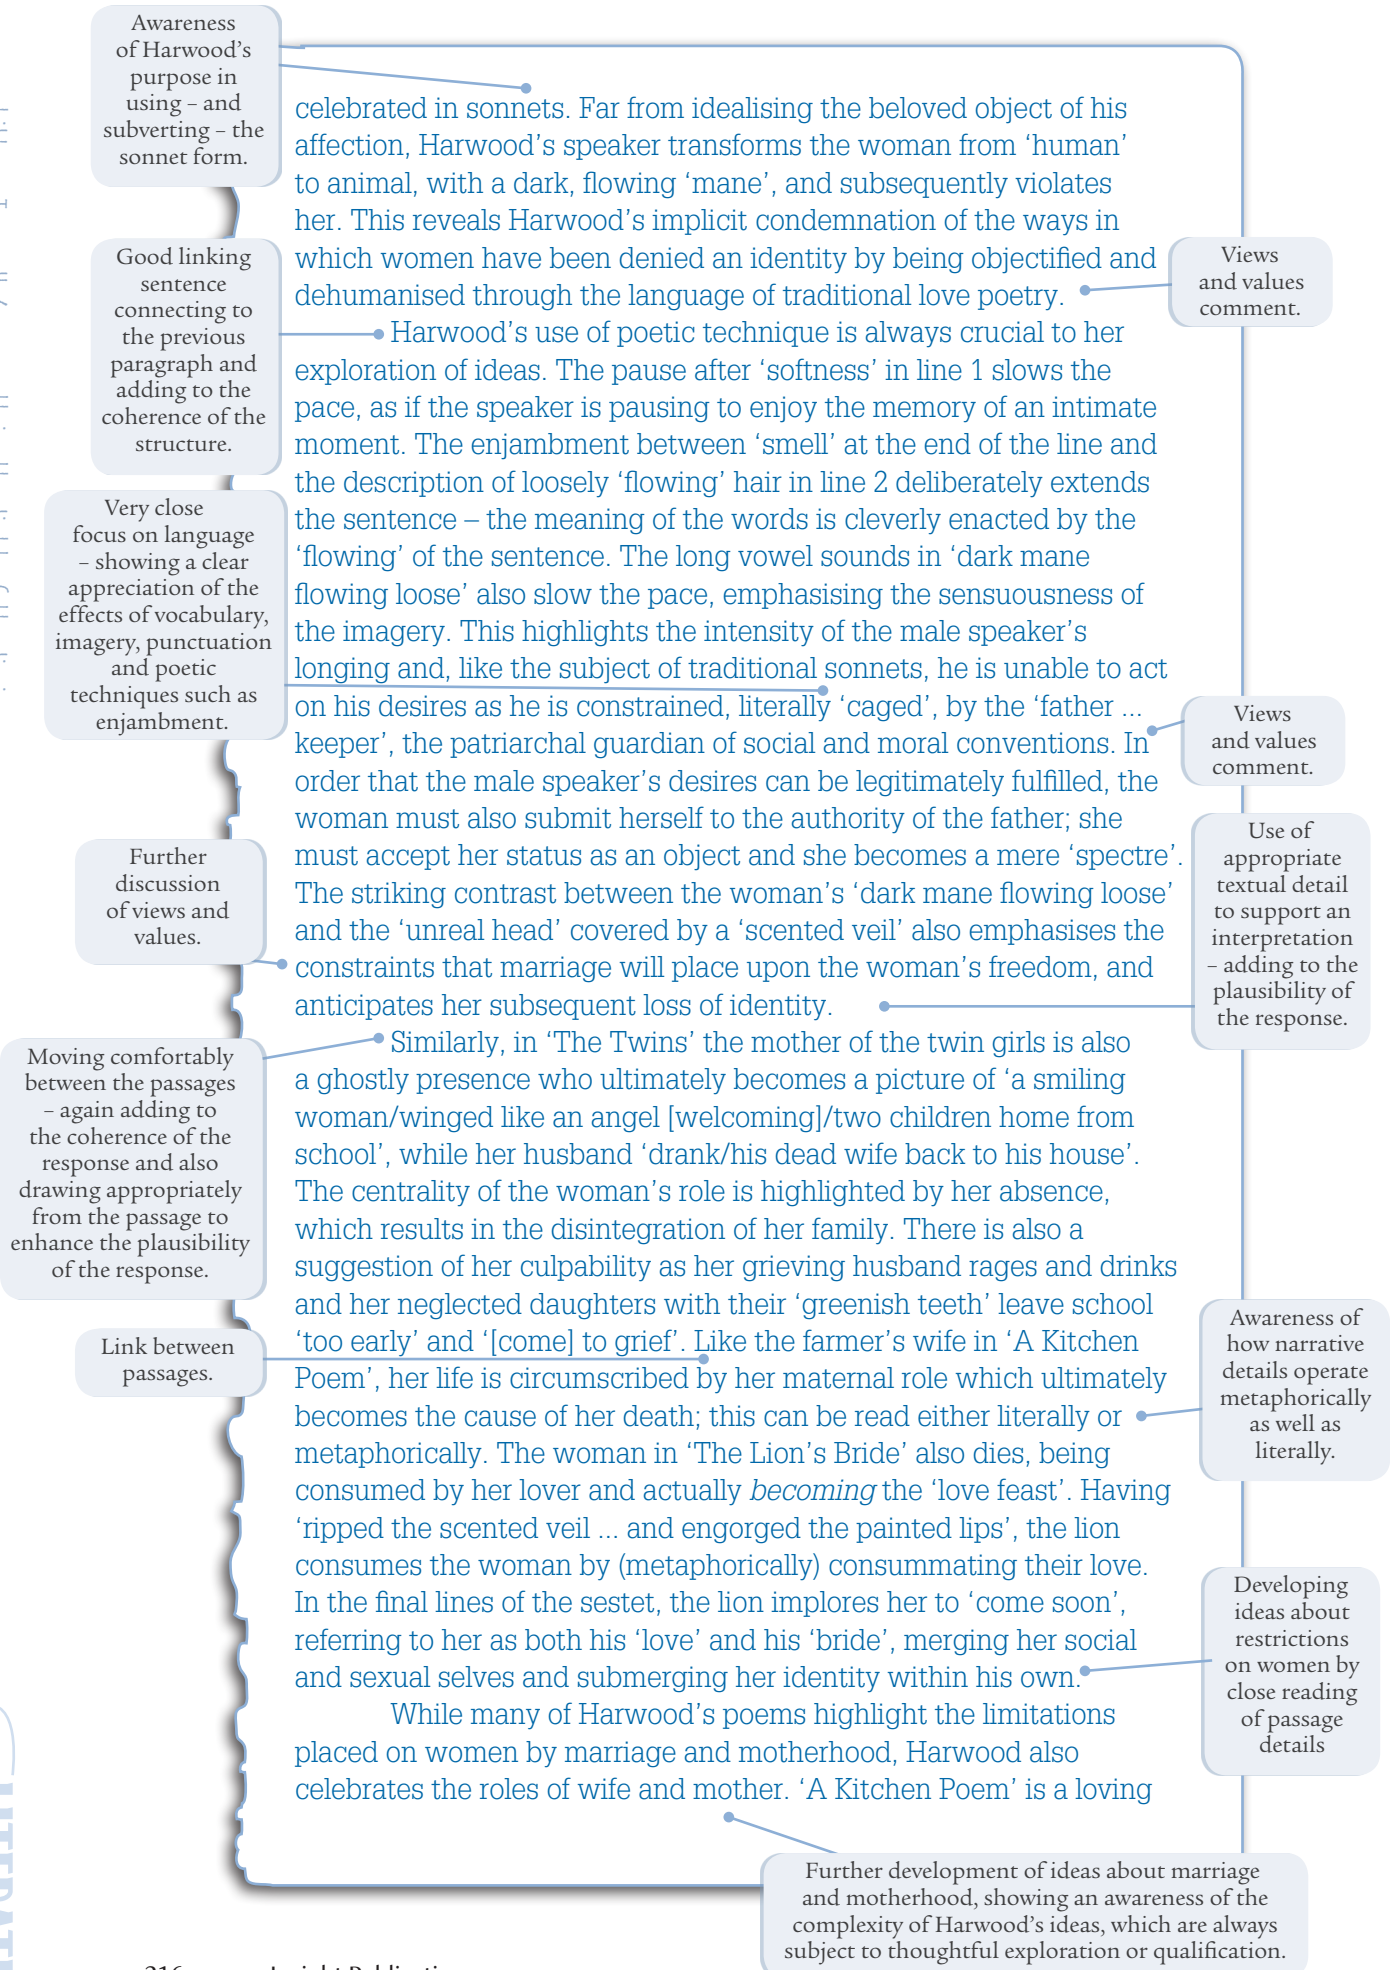 Awareness
of Harwood's
purpose in
using – and
subverting – the
sonnet form.
celebrated in sonnets. Far from idealising the beloved object of his
affection, Harwood's speaker transforms the woman from 'human'
to animal, with a dark, flowing 'mane', and subsequently violates
her. This reveals Harwood's implicit condemnation of the ways in
which women have been denied an identity by being objectified and
dehumanised through the language of traditional love poetry.
Views
and values
comment.
Good linking
sentence
connecting to
the previous
paragraph and
adding to the
coherence of the
structure.
Harwood's use of poetic technique is always crucial to her
exploration of ideas. The pause after 'softness' in line 1 slows the
pace, as if the speaker is pausing to enjoy the memory of an intimate
moment. The enjambment between 'smell' at the end of the line and
the description of loosely 'flowing' hair in line 2 deliberately extends
the sentence – the meaning of the words is cleverly enacted by the
'flowing' of the sentence. The long vowel sounds in 'dark mane
flowing loose' also slow the pace, emphasising the sensuousness of
the imagery. This highlights the intensity of the male speaker's
longing and, like the subject of traditional sonnets, he is unable to act
on his desires as he is constrained, literally 'caged', by the 'father ...
keeper', the patriarchal guardian of social and moral conventions. In
order that the male speaker's desires can be legitimately fulfilled, the
woman must also submit herself to the authority of the father; she
must accept her status as an object and she becomes a mere 'spectre'.
The striking contrast between the woman's 'dark mane flowing loose'
and the 'unreal head' covered by a 'scented veil' also emphasises the
constraints that marriage will place upon the woman's freedom, and
anticipates her subsequent loss of identity.
Very close
focus on language
– showing a clear
appreciation of the
effects of vocabulary,
imagery, punctuation
and poetic
techniques such as
enjambment.
Views
and values
comment.
Use of
appropriate
textual detail
to support an
interpretation
– adding to the
plausibility of
the response.
Further
discussion
of views and
values.
Moving comfortably
between the passages
– again adding to
the coherence of the
response and also
drawing appropriately
from the passage to
enhance the plausibility
of the response.
Similarly, in 'The Twins' the mother of the twin girls is also
a ghostly presence who ultimately becomes a picture of 'a smiling
woman/winged like an angel [welcoming]/two children home from
school', while her husband 'drank/his dead wife back to his house'.
The centrality of the woman's role is highlighted by her absence,
which results in the disintegration of her family. There is also a
suggestion of her culpability as her grieving husband rages and drinks
and her neglected daughters with their 'greenish teeth' leave school
'too early' and '[come] to grief'. Like the farmer's wife in 'A Kitchen
Poem', her life is circumscribed by her maternal role which ultimately
becomes the cause of her death; this can be read either literally or
metaphorically. The woman in 'The Lion's Bride' also dies, being
consumed by her lover and actually becoming the 'love feast'. Having
'ripped the scented veil ... and engorged the painted lips', the lion
consumes the woman by (metaphorically) consummating their love.
In the final lines of the sestet, the lion implores her to 'come soon',
referring to her as both his 'love' and his 'bride', merging her social
and sexual selves and submerging her identity within his own.
Link between
passages.
Awareness of
how narrative
details operate
metaphorically
as well as
literally.
Developing
ideas about
restrictions
on women by
close reading
of passage
details
While many of Harwood's poems highlight the limitations
placed on women by marriage and motherhood, Harwood also
celebrates the roles of wife and mother. 'A Kitchen Poem' is a loving
Further development of ideas about marriage
and motherhood, showing an awareness of the
complexity of Harwood's ideas, which are always
subject to thoughtful exploration or qualification.